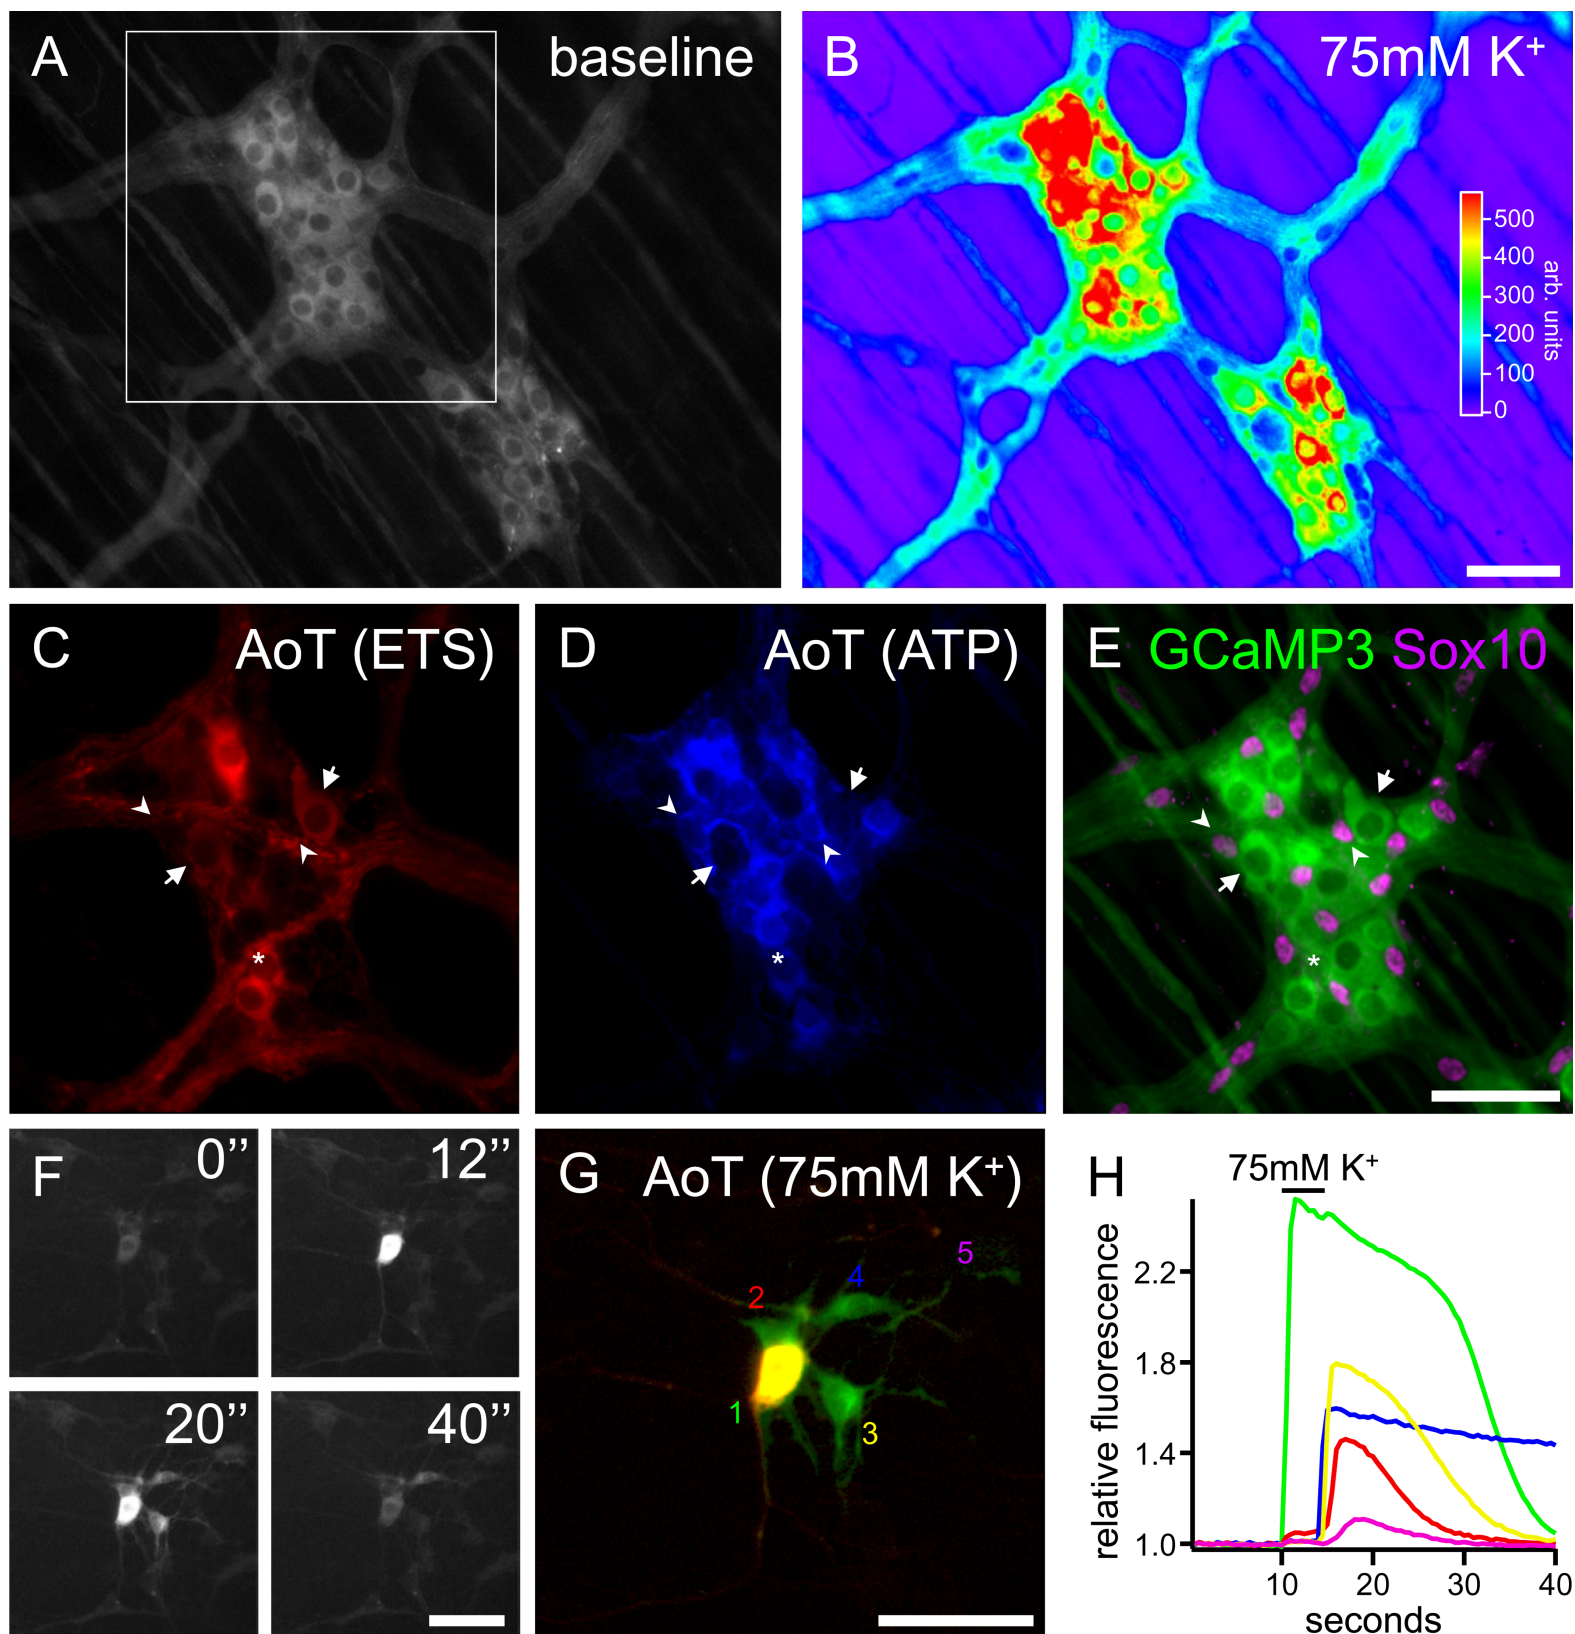 A baseline
B 75mM K⁺
500
400
300
200
100
0
arb. units
C AoT (ETS)
D AoT (ATP)
*
*
E GCaMP3 Sox10
*
F 0’’
12’’
20’’
40’’
G AoT (75mM K⁺)
5
4
2
1
3
H 75mM K⁺
relative fluorescence
2.2
1.8
1.4
1.0
10 20 30 40
seconds